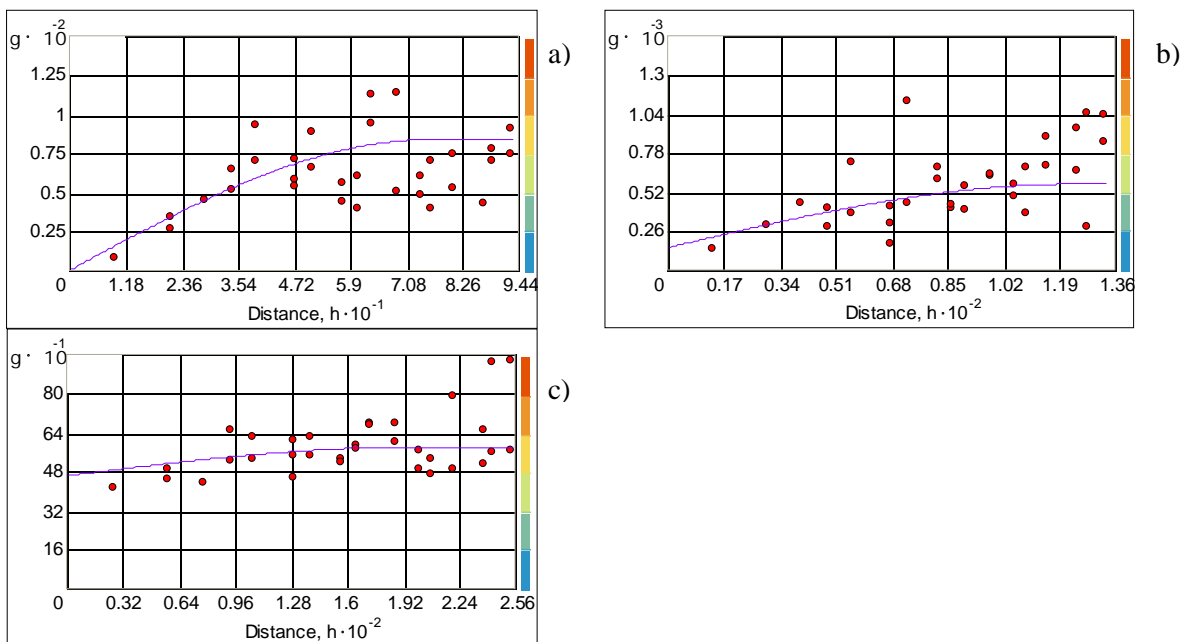 g · 10⁻²
1.25
1
0.75
0.5
0.25
0 1.18 2.36 3.54 4.72 5.9 7.08 8.26 9.44
Distance, h · 10⁻¹
a)
g · 10⁻³
1.3
1.04
0.78
0.52
0.26
0 0.17 0.34 0.51 0.68 0.85 1.02 1.19 1.36
Distance, h · 10⁻²
b)
g · 10⁻¹
80
64
48
32
16
0 0.32 0.64 0.96 1.28 1.6 1.92 2.24 2.56
Distance, h · 10⁻²
c)